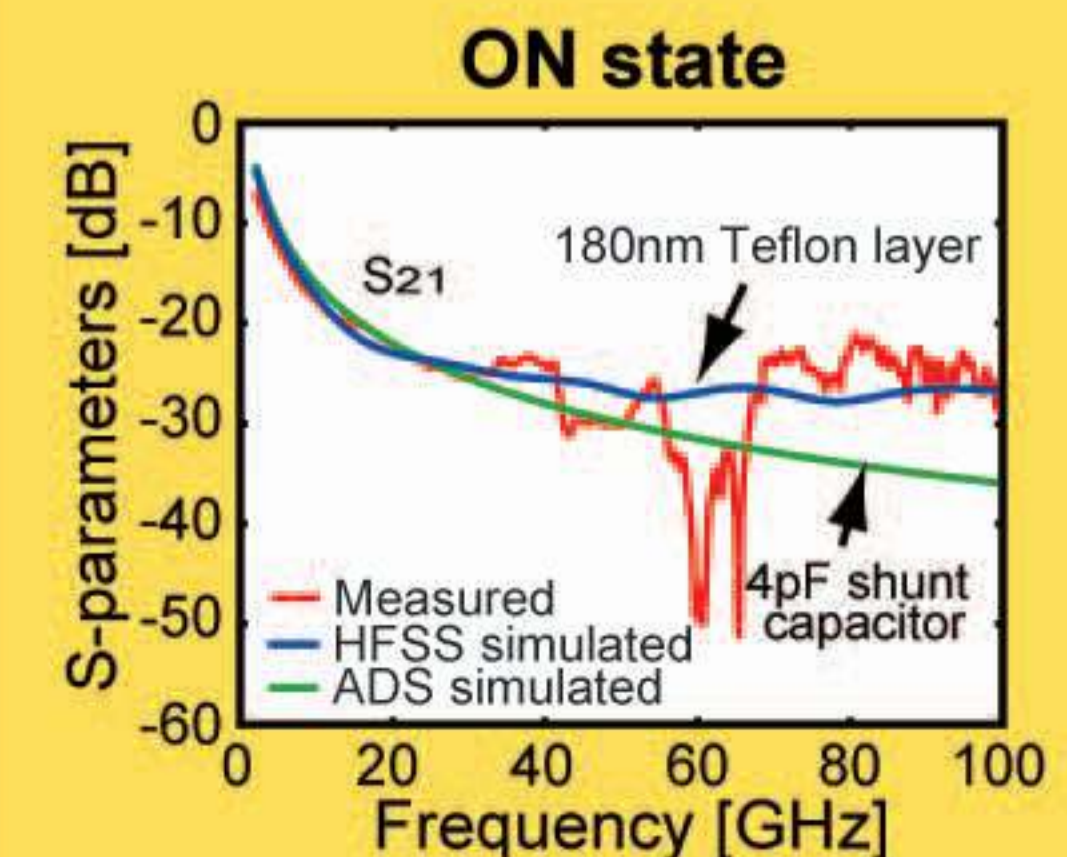 ON state
S-parameters [dB]
0
-10
-20
-30
-40
-50
-60
S21
180nm Teflon layer
4pF shunt
capacitor
Measured
HFSS simulated
ADS simulated
0 20 40 60 80 100
Frequency [GHz]